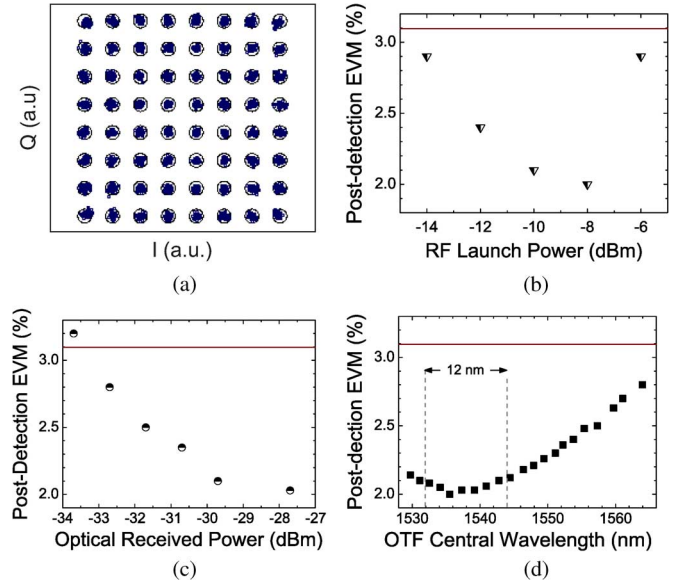 Q (a.u)
I (a.u.)
(a)
Post-detection EVM (%)
3.0
2.5
2.0
-14 -12 -10 -8 -6
RF Launch Power (dBm)
(b)
Post-Detection EVM (%)
3.0
2.5
2.0
-34 -33 -32 -31 -30 -29 -28 -27
Optical Received Power (dBm)
(c)
Post-dection EVM (%)
3.0
2.5
2.0
12 nm
1530 1540 1550 1560
OTF Central Wavelength (nm)
(d)